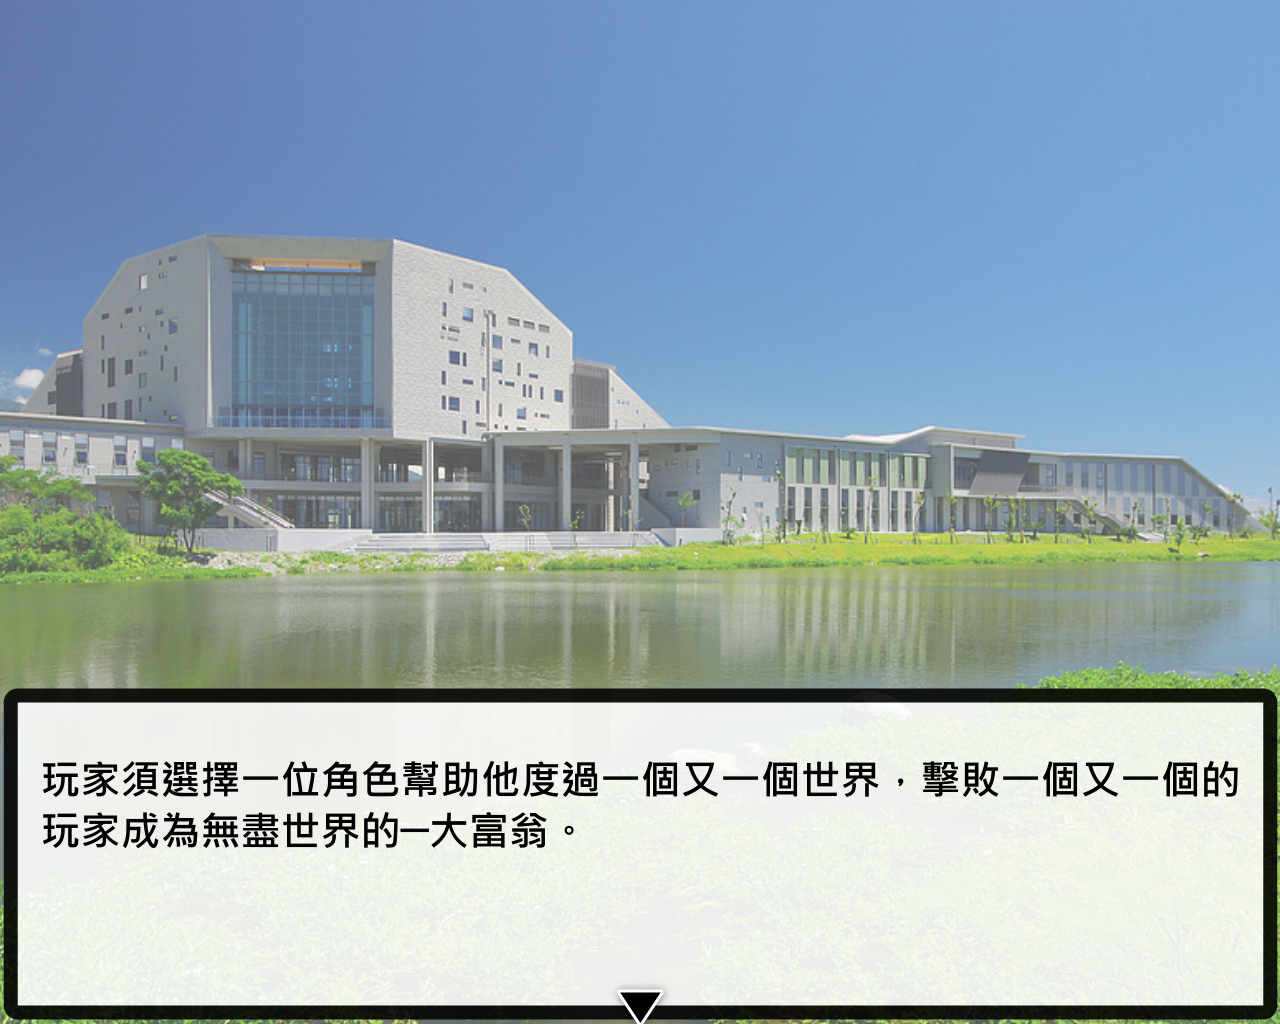 玩家須選擇一位角色幫助他度過一個又一個世界，擊敗一個又一個的
玩家成為無盡世界的—大富翁。